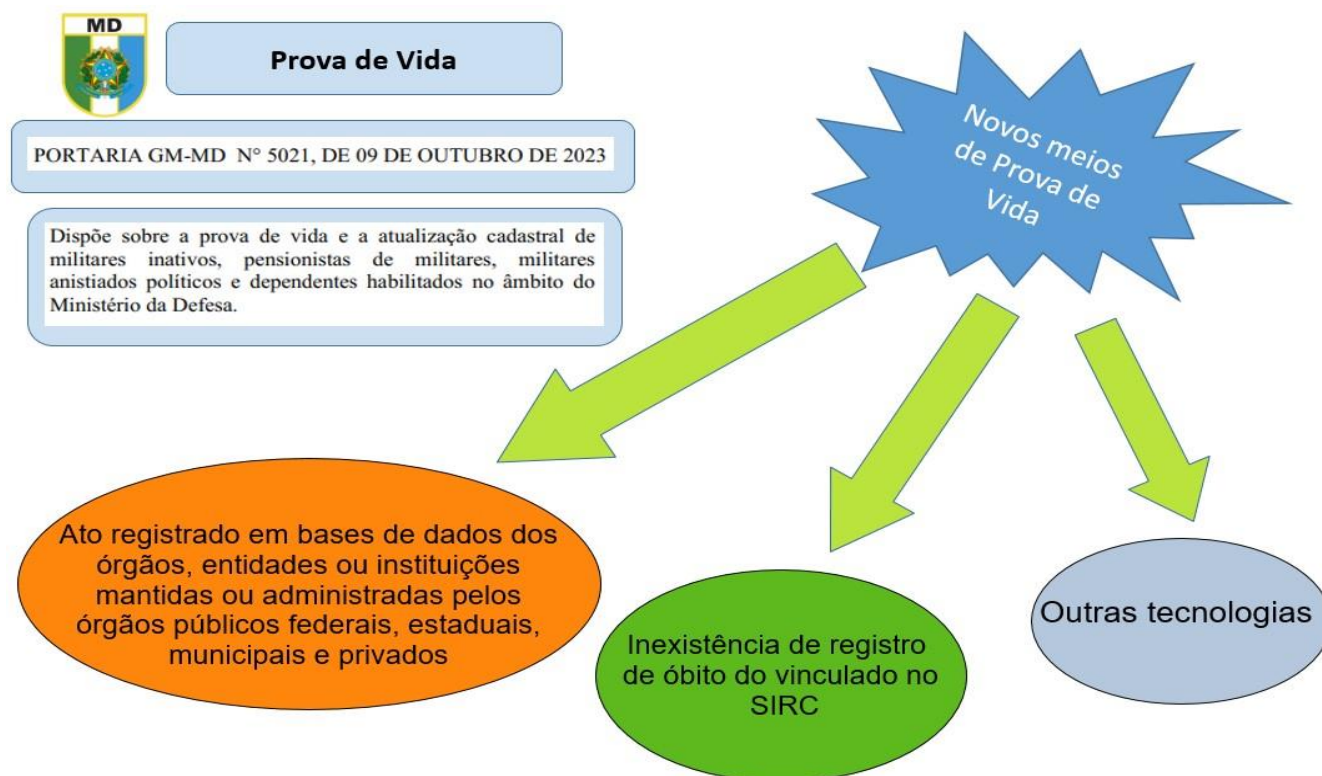 MD
Prova de Vida
PORTARIA GM-MD N° 5021, DE 09 DE OUTUBRO DE 2023
Dispõe sobre a prova de vida e a atualização cadastral de
militares inativos, pensionistas de militares, militares
anistiados políticos e dependentes habilitados no âmbito do
Ministério da Defesa.
Novos meios
de Prova de
Vida
Ato registrado em bases de dados dos
órgãos, entidades ou instituições
mantidas ou administradas pelos
órgãos públicos federais, estaduais,
municipais e privados
Inexistência de registro
de óbito do vinculado no
SIRC
Outras tecnologias